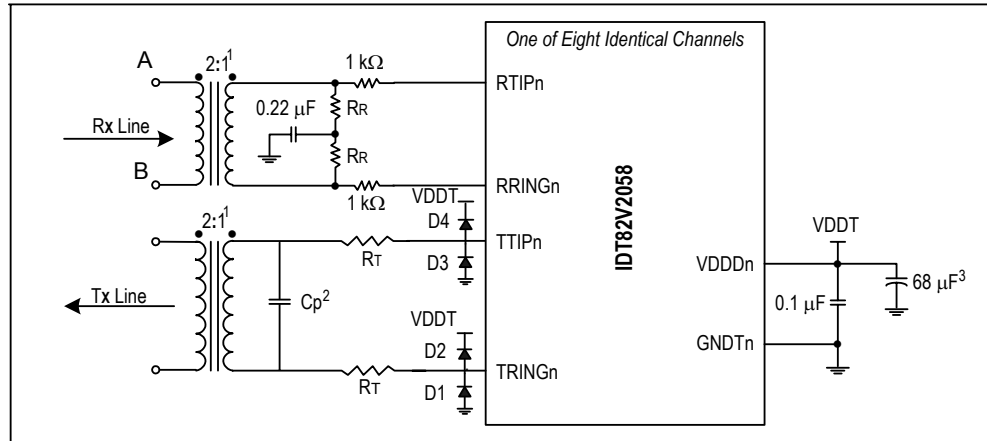 One of Eight Identical Channels
A
2:1¹
1 kΩ
RTIPn
0.22 µF
RR
Rx Line
RR
B
RRINGn
1 kΩ
VDDT
D4
2:1¹
TTIPn
RT
D3
IDT82V2058
VDDT
VDDDn
68 µF³
0.1 µF
Tx Line
Cp²
VDDT
GNDTn
D2
TRINGn
RT
D1